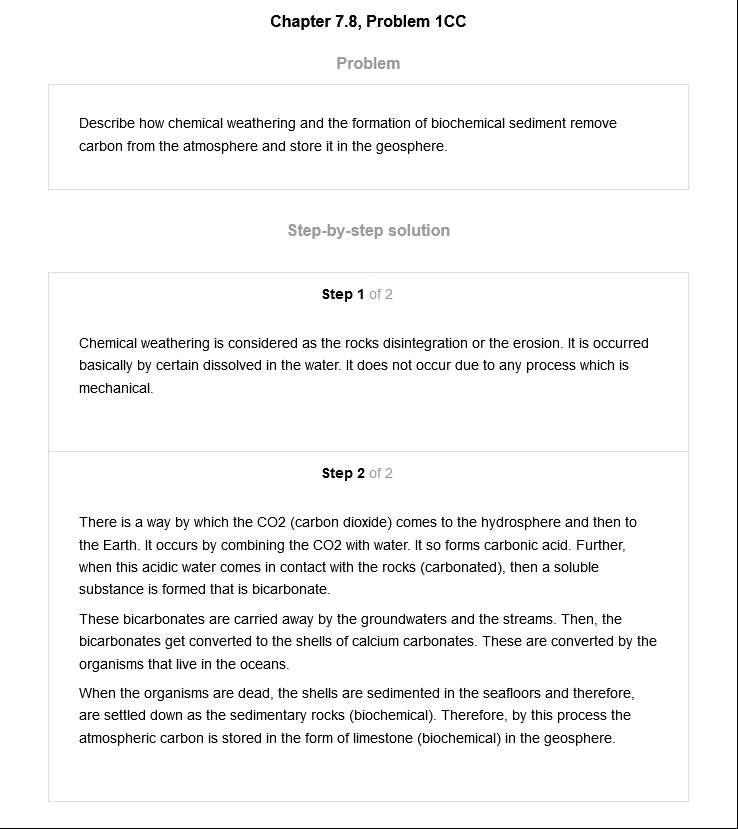 Chapter 7.8, Problem 1CC
Problem
Describe how chemical weathering and the formation of biochemical sediment remove
carbon from the atmosphere and store it in the geosphere.
Step-by-step solution
Step 1 of 2
Chemical weathering is considered as the rocks disintegration or the erosion. It is occurred
basically by certain dissolved in the water. It does not occur due to any process which is
mechanical.
Step 2 of 2
There is a way by which the CO2 (carbon dioxide) comes to the hydrosphere and then to
the Earth. It occurs by combining the CO2 with water. It so forms carbonic acid. Further,
when this acidic water comes in contact with the rocks (carbonated), then a soluble
substance is formed that is bicarbonate.
These bicarbonates are carried away by the groundwaters and the streams. Then, the
bicarbonates get converted to the shells of calcium carbonates. These are converted by the
organisms that live in the oceans.
When the organisms are dead, the shells are sedimented in the seafloors and therefore,
are settled down as the sedimentary rocks (biochemical). Therefore, by this process the
atmospheric carbon is stored in the form of limestone (biochemical) in the geosphere.